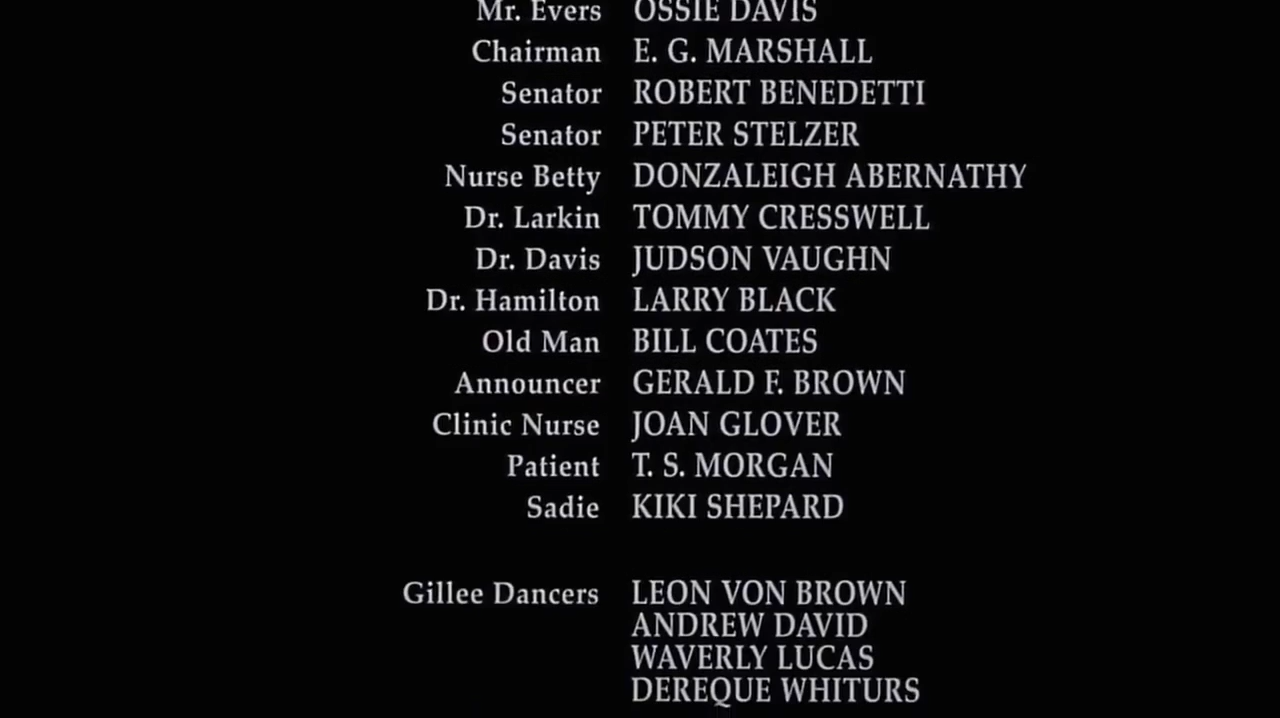 Mr. Evers OSSIE DAVIS
Chairman E. G. MARSHALL
Senator ROBERT BENEDETTI
Senator PETER STELZER
Nurse Betty DONZALEIGH ABERNATHY
Dr. Larkin TOMMY CRESSWELL
Dr. Davis JUDSON VAUGHN
Dr. Hamilton LARRY BLACK
Old Man BILL COATES
Announcer GERALD F. BROWN
Clinic Nurse JOAN GLOVER
Patient T. S. MORGAN
Sadie KIKI SHEPARD
Gillee Dancers LEON VON BROWN
ANDREW DAVID
WAVERLY LUCAS
DEREQUE WHITURS